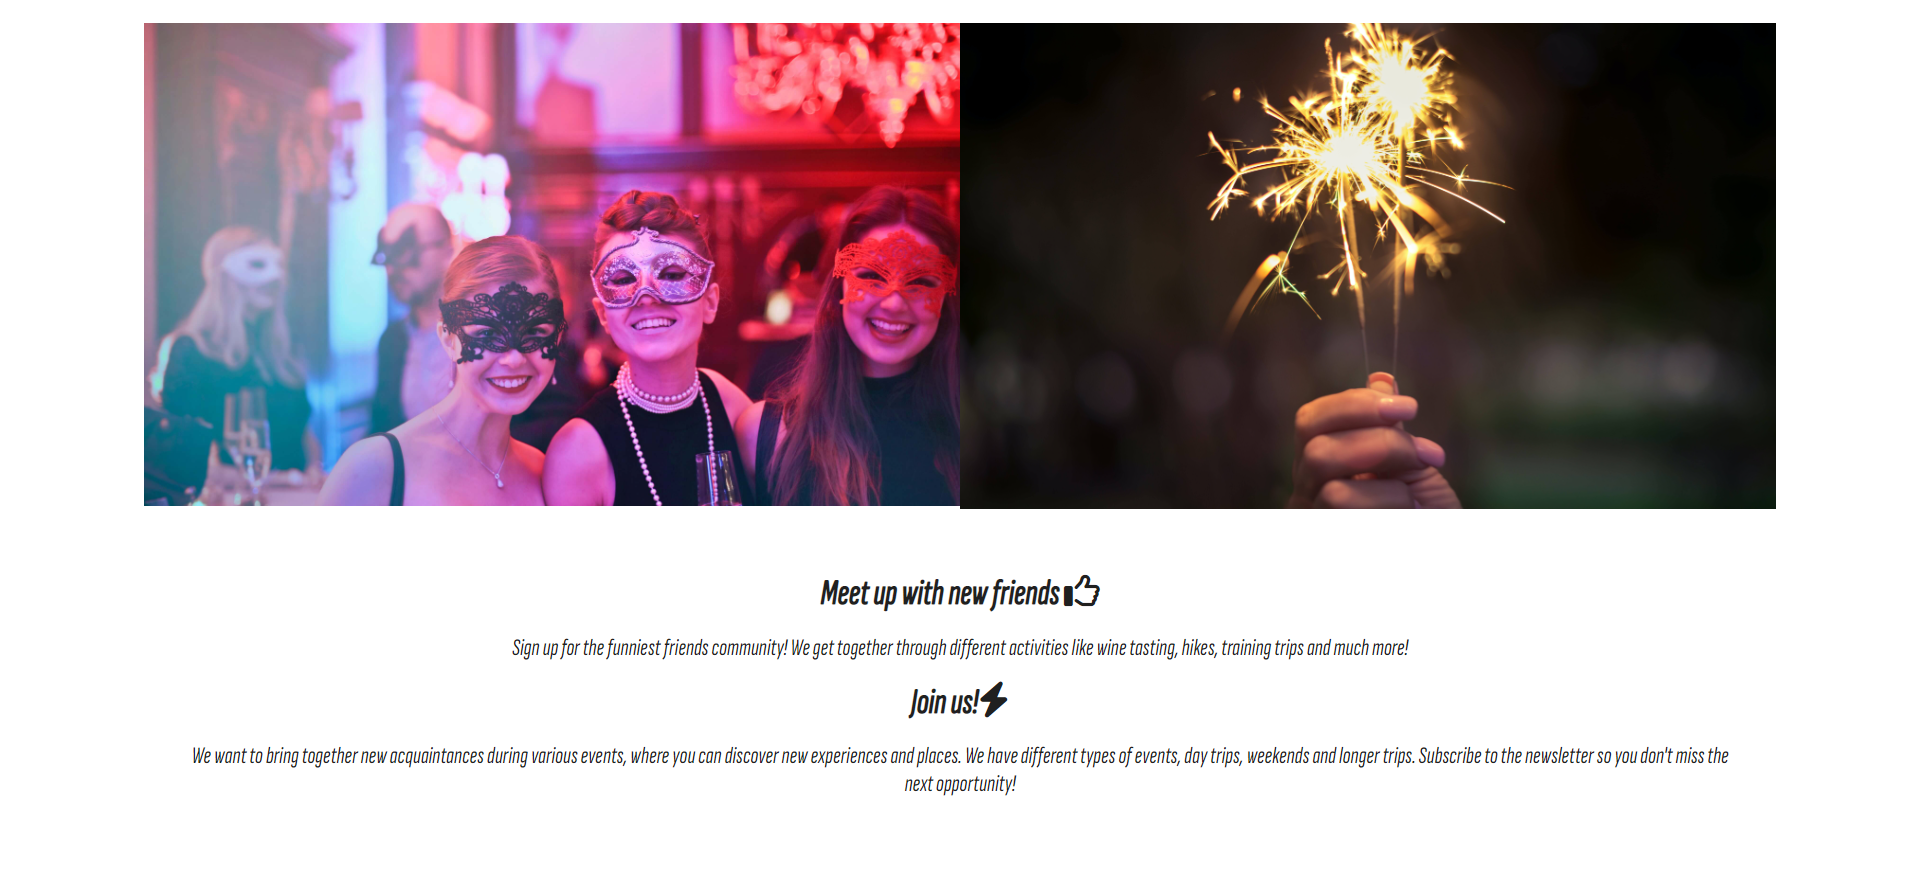 Meet up with new friends
Sign up for the funniest friends community! We get together through different activities like wine tasting, hikes, training trips and much more!
Join us!
We want to bring together new acquaintances during various events, where you can discover new experiences and places. We have different types of events, day trips, weekends and longer trips. Subscribe to the newsletter so you don't miss the
next opportunity!